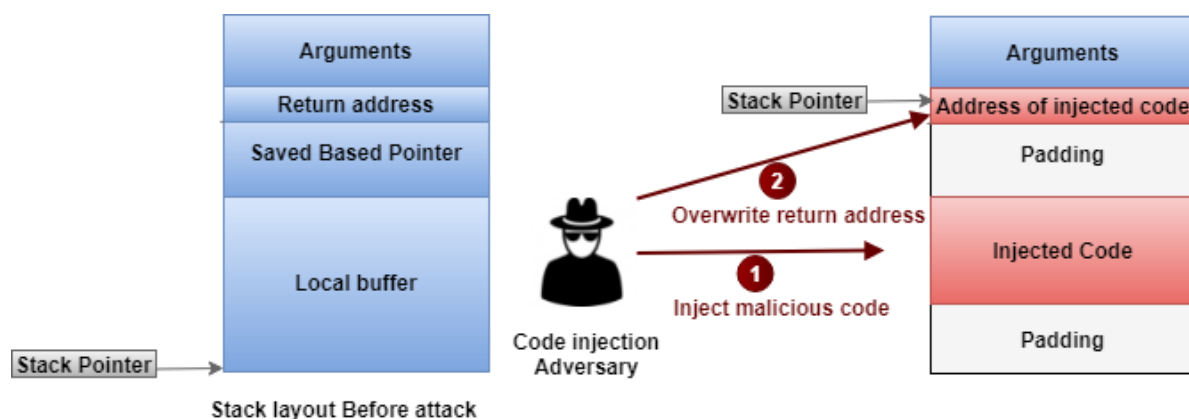 Arguments
Return address
Saved Based Pointer
Local buffer
Stack Pointer
Stack layout Before attack
Code injection
Adversary
2
Overwrite return address
1
Inject malicious code
Stack Pointer
Arguments
Address of injected code
Padding
Injected Code
Padding